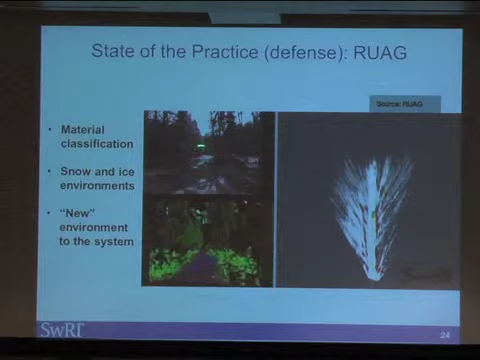 State of the Practice (defense): RUAG
Source: RUAG
• Material
classification
• Snow and ice
environments
• “New”
environment
to the system
SwRI
24